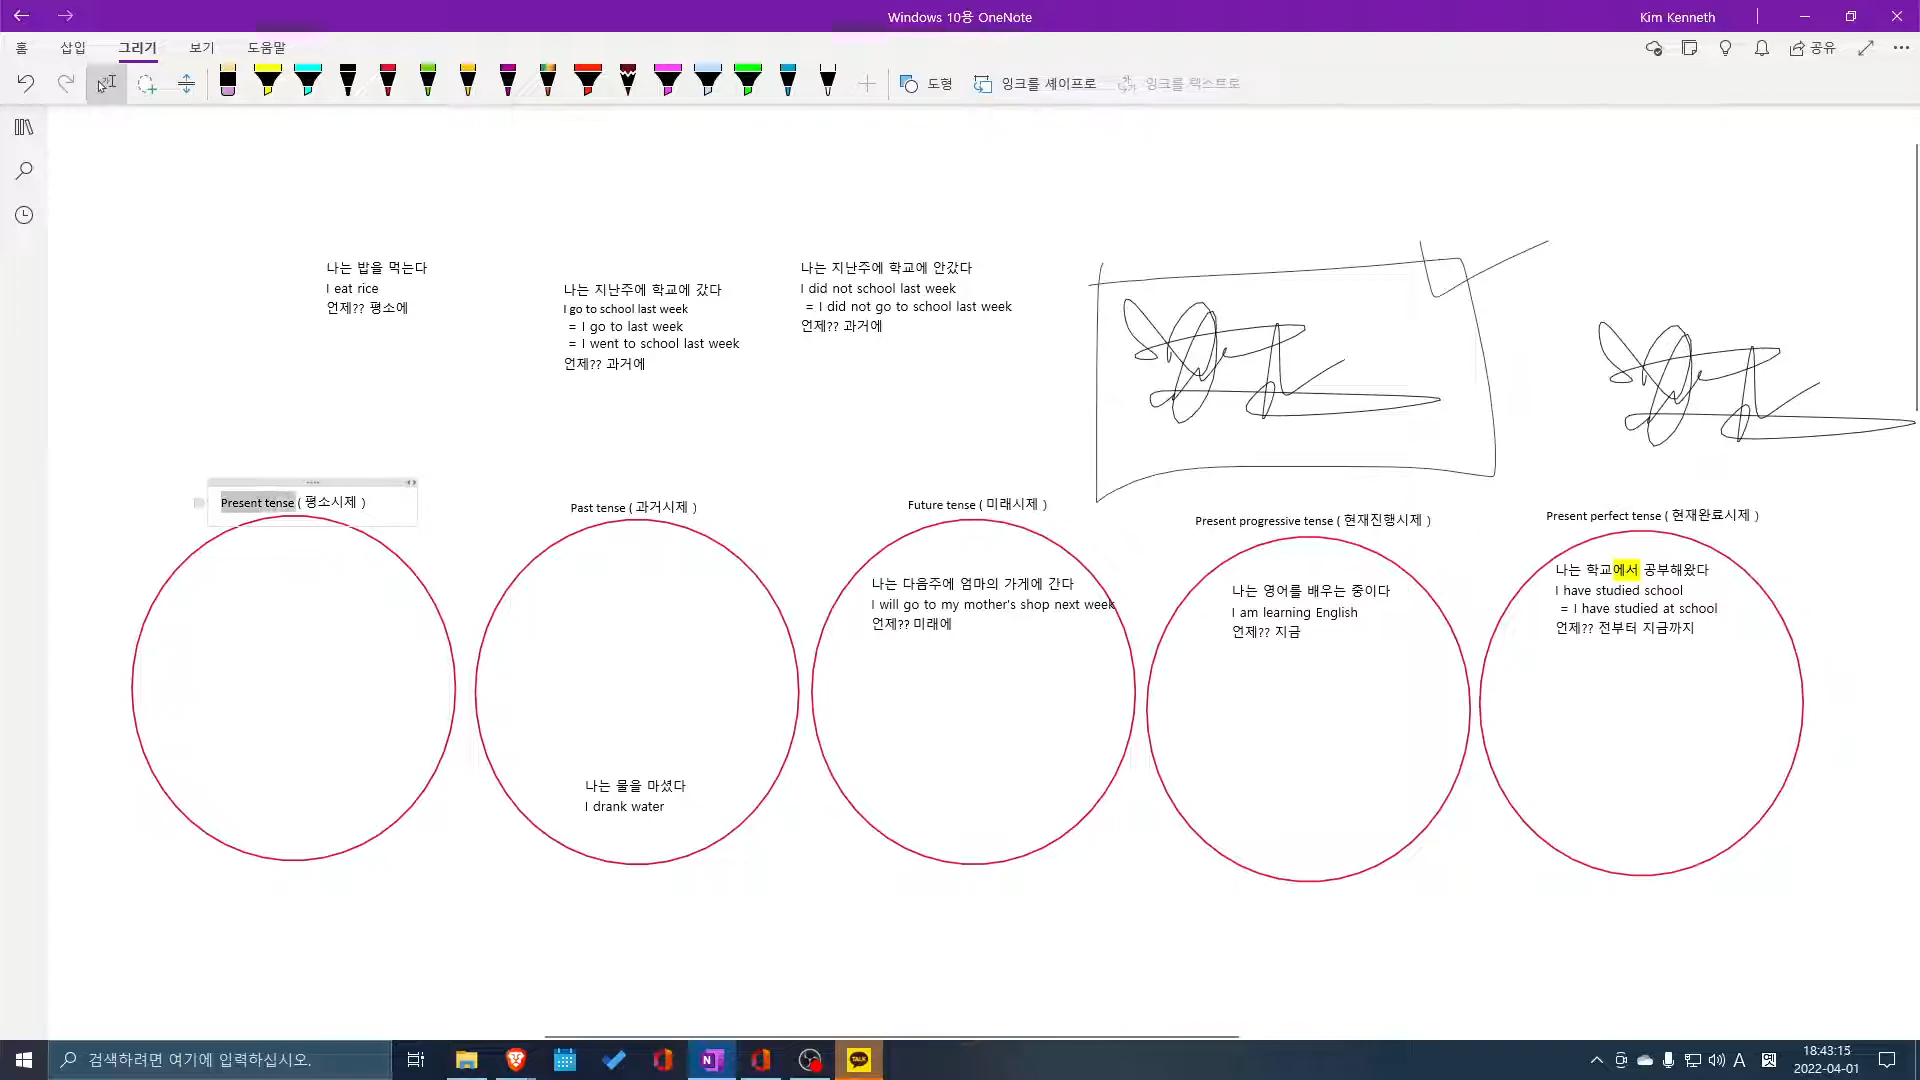 Windows 10용 OneNote
Kim Kenneth
홈 삽입 그리기 보기 도움말
공유
도형 잉크를 셰이프로 잉크를 텍스트로
나는 밥을 먹는다
I eat rice
언제?? 평소에
나는 지난주에 학교에 갔다
I go to school last week
= I go to last week
= I went to school last week
언제?? 과거에
나는 지난주에 학교에 안갔다
I did not school last week
= I did not go to school last week
언제?? 과거에
Present tense ( 평소시제 )
Past tense ( 과거시제 )
나는 물을 마셨다
I drank water
Future tense ( 미래시제 )
나는 다음주에 엄마의 가게에 간다
I will go to my mother's shop next week
언제?? 미래에
Present progressive tense ( 현재진행시제 )
나는 영어를 배우는 중이다
I am learning English
언제?? 지금
Present perfect tense ( 현재완료시제 )
나는 학교에서 공부해왔다
I have studied school
= I have studied at school
언제?? 전부터 지금까지
검색하려면 여기에 입력하십시오.
TALK
A
18:43:15
2022-04-01